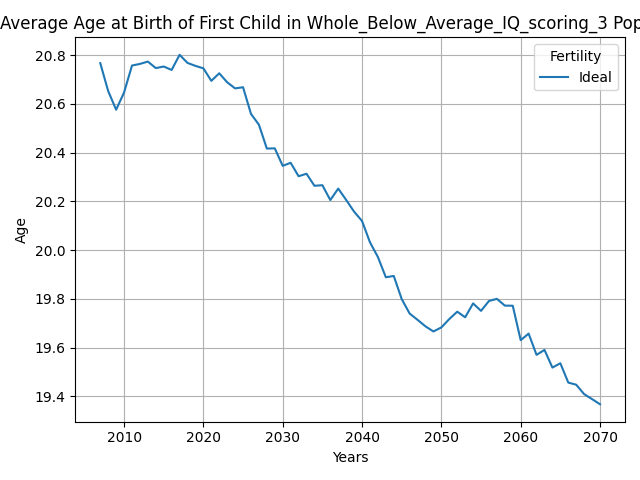 Average Age at Birth of First Child in Whole_Below_Average_IQ_scoring_3 Pop
Fertility
Ideal
20.8
20.6
20.4
20.2
20.0
19.8
19.6
19.4
Age
2010 2020 2030 2040 2050 2060 2070
Years